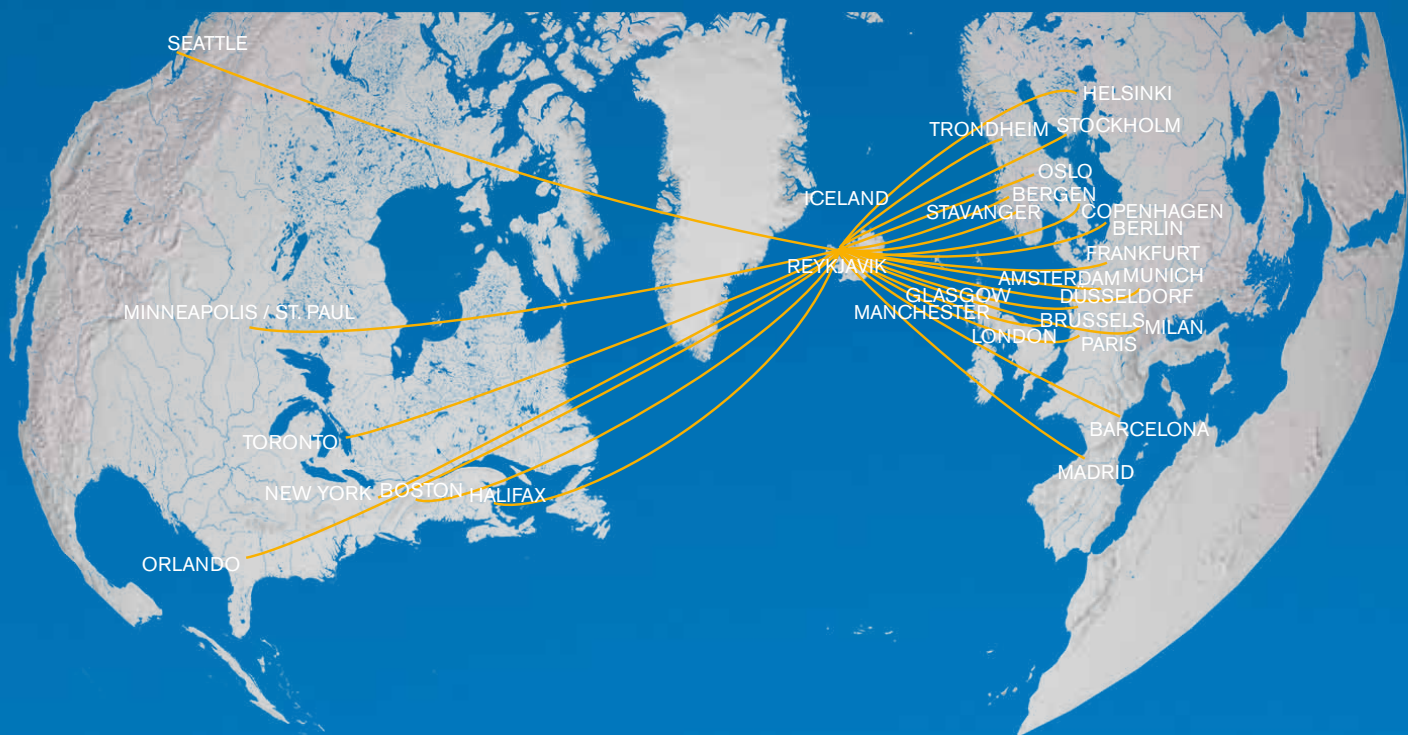 SEATTLE
HELSINKI
STOCKHOLM
TRONDHEIM
OSLO
BERGEN
ICELAND
STAVANGER
COPENHAGEN
BERLIN
FRANKFURT
REYKJAVIK
MUNICH
AMSTERDAM
GLASGOW
DÜSSELDORF
MINNEAPOLIS / ST. PAUL
MANCHESTER
BRUSSELS
MILAN
LONDON
PARIS
BARCELONA
TORONTO
MADRID
BOSTON
NEW YORK
HALIFAX
ORLANDO